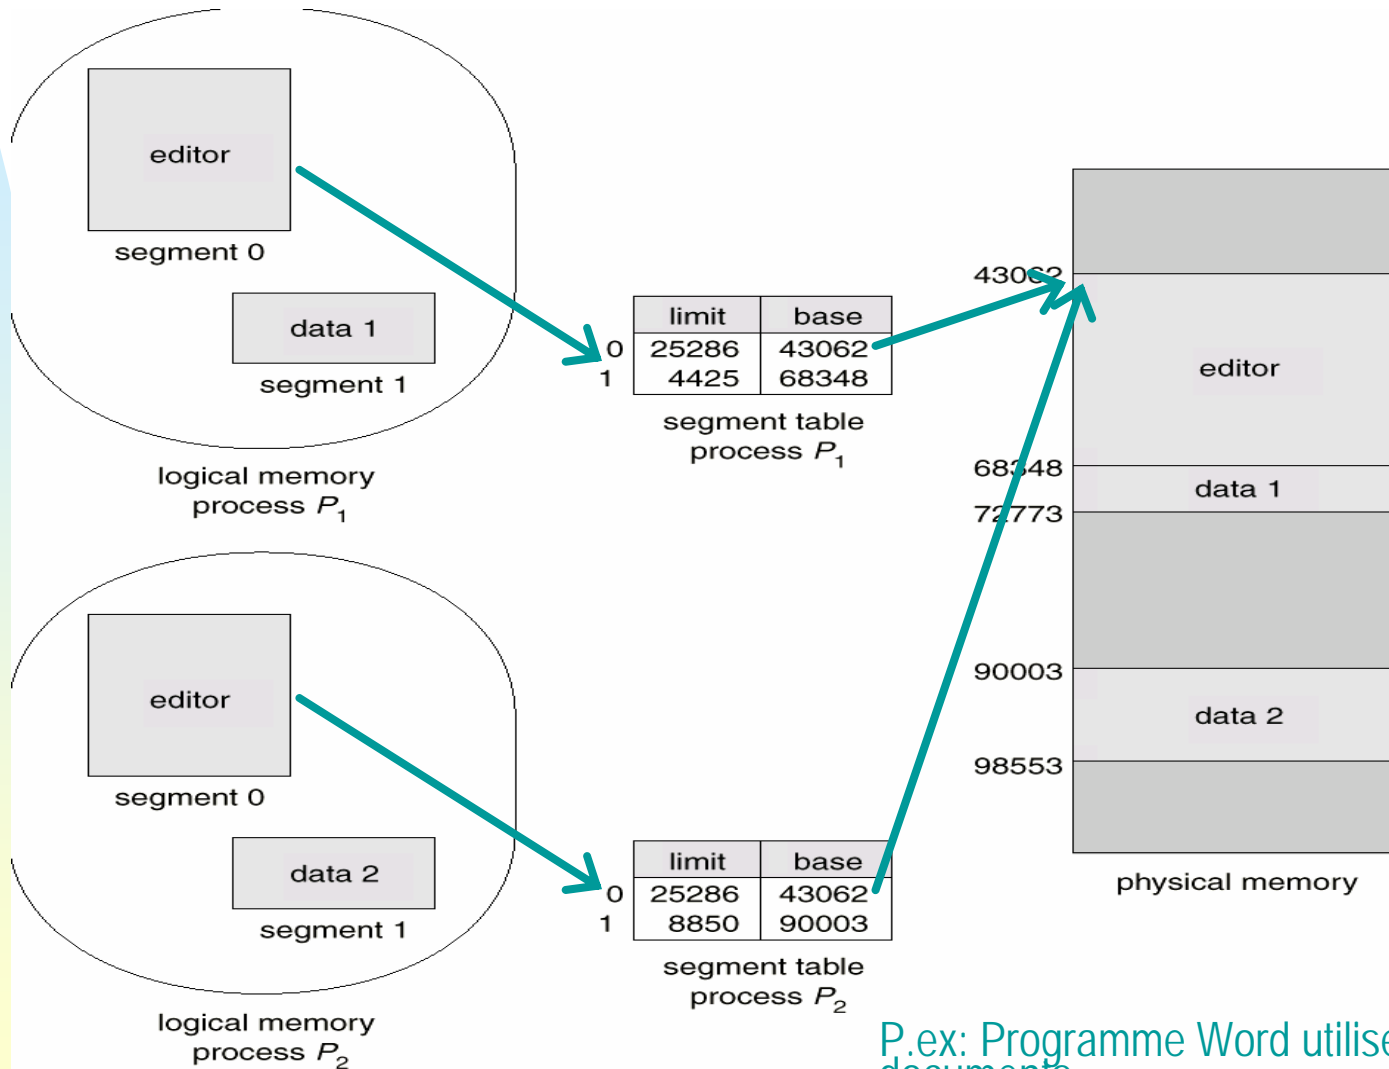 editor
segment 0
data 1
segment 1
logical memory
process P1
limit base
0 25286 43062
1 4425 68348
segment table
process P1
43062
editor
68348
data 1
72773
90003
data 2
98553
physical memory
editor
segment 0
data 2
segment 1
logical memory
process P2
limit base
0 25286 43062
1 8850 90003
segment table
process P2
P.ex: Programme Word utilise
documents